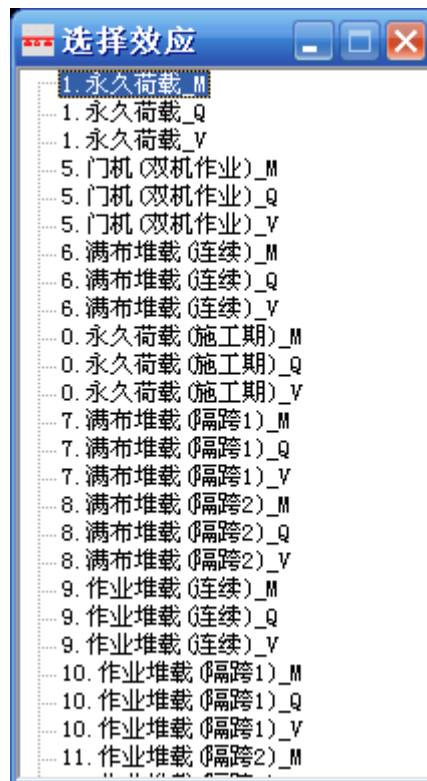 选择效应
1.永久荷载_M
1.永久荷载_Q
1.永久荷载_V
5.门机(双机作业)_M
5.门机(双机作业)_Q
5.门机(双机作业)_V
6.满布堆载(连续)_M
6.满布堆载(连续)_Q
6.满布堆载(连续)_V
0.永久荷载(施工期)_M
0.永久荷载(施工期)_Q
0.永久荷载(施工期)_V
7.满布堆载(隔跨1)_M
7.满布堆载(隔跨1)_Q
7.满布堆载(隔跨1)_V
8.满布堆载(隔跨2)_M
8.满布堆载(隔跨2)_Q
8.满布堆载(隔跨2)_V
9.作业堆载(连续)_M
9.作业堆载(连续)_Q
9.作业堆载(连续)_V
10.作业堆载(隔跨1)_M
10.作业堆载(隔跨1)_Q
10.作业堆载(隔跨1)_V
11.作业堆载(隔跨2)_M